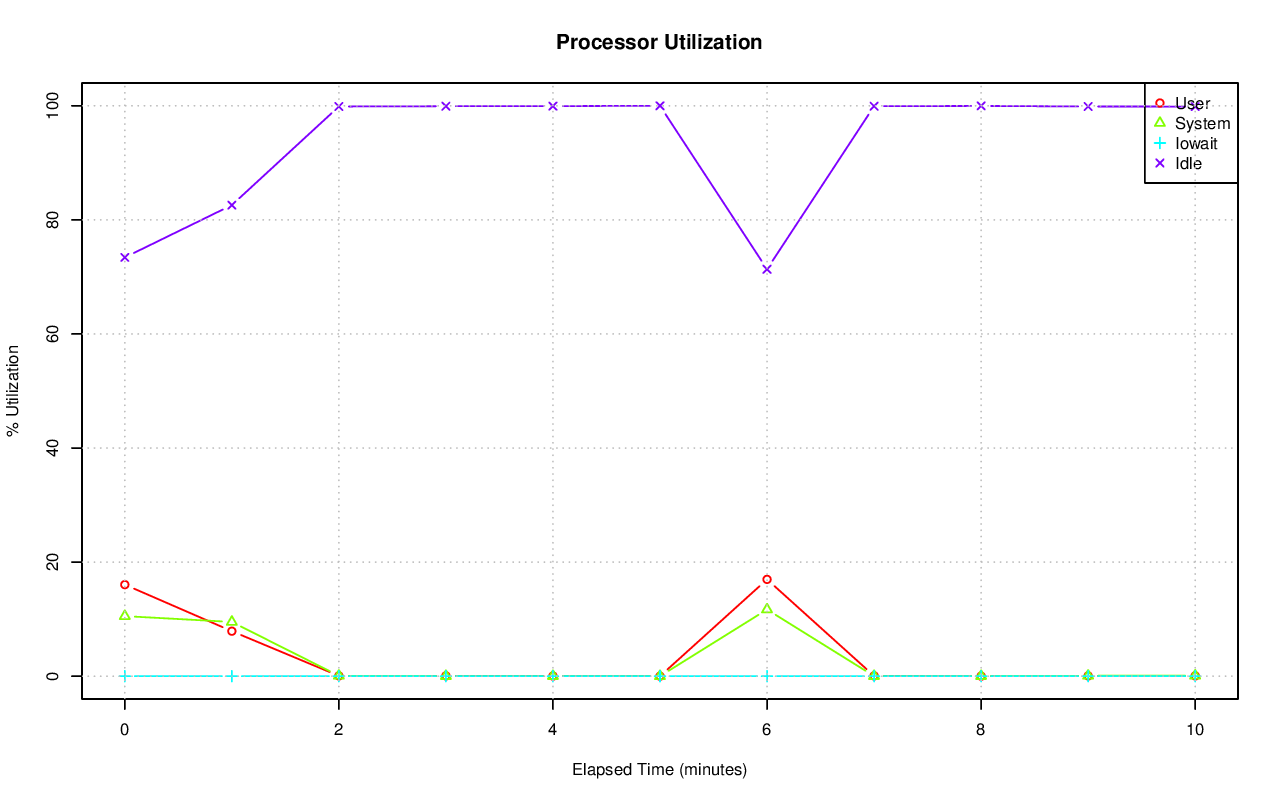 Processor Utilization
100
80
60
40
20
0
% Utilization
User
System
Iowait
Idle
0 2 4 6 8 10
Elapsed Time (minutes)